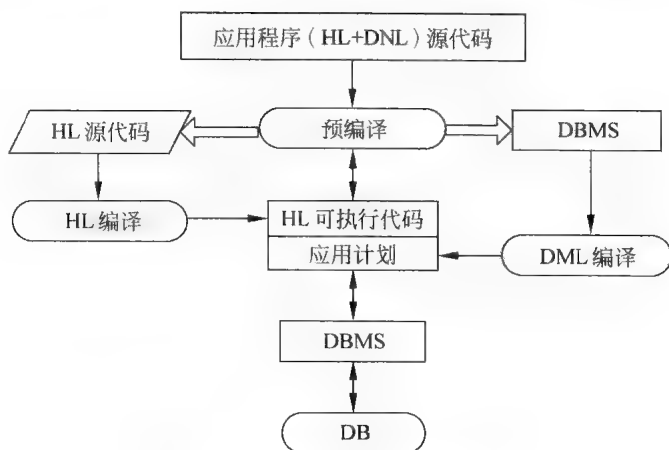 应用程序（HL+DNL）源代码
HL 源代码
预编译
DBMS
HL 编译
HL 可执行代码
应用计划
DML 编译
DBMS
DB